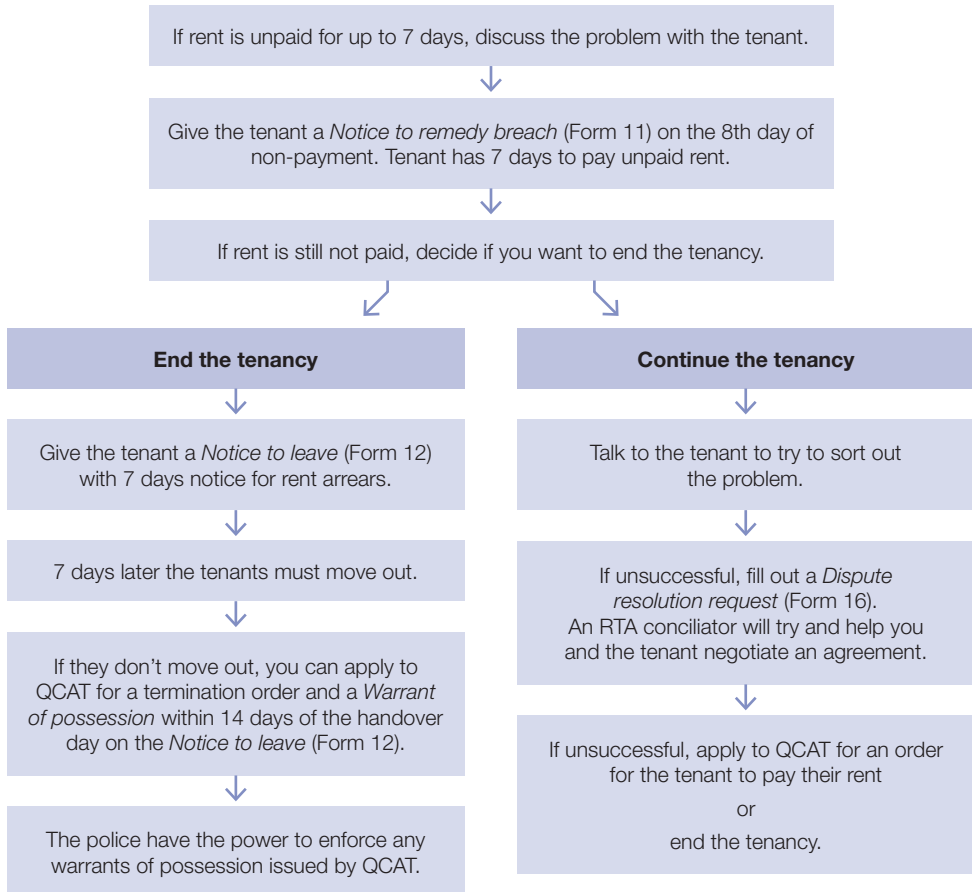 If rent is unpaid for up to 7 days, discuss the problem with the tenant.
Give the tenant a Notice to remedy breach (Form 11) on the 8th day of
non-payment. Tenant has 7 days to pay unpaid rent.
If rent is still not paid, decide if you want to end the tenancy.
End the tenancy
Give the tenant a Notice to leave (Form 12)
with 7 days notice for rent arrears.
7 days later the tenants must move out.
If they don’t move out, you can apply to
QCAT for a termination order and a Warrant
of possession within 14 days of the handover
day on the Notice to leave (Form 12).
The police have the power to enforce any
warrants of possession issued by QCAT.
Continue the tenancy
Talk to the tenant to try to sort out
the problem.
If unsuccessful, fill out a Dispute
resolution request (Form 16).
An RTA conciliator will try and help you
and the tenant negotiate an agreement.
If unsuccessful, apply to QCAT for an order
for the tenant to pay their rent
or
end the tenancy.